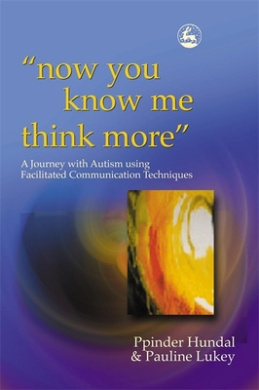 “now you
know me
think more”
A Journey with Autism using
Facilitated Communication Techniques
Ppinder Hundal
& Pauline Lukey